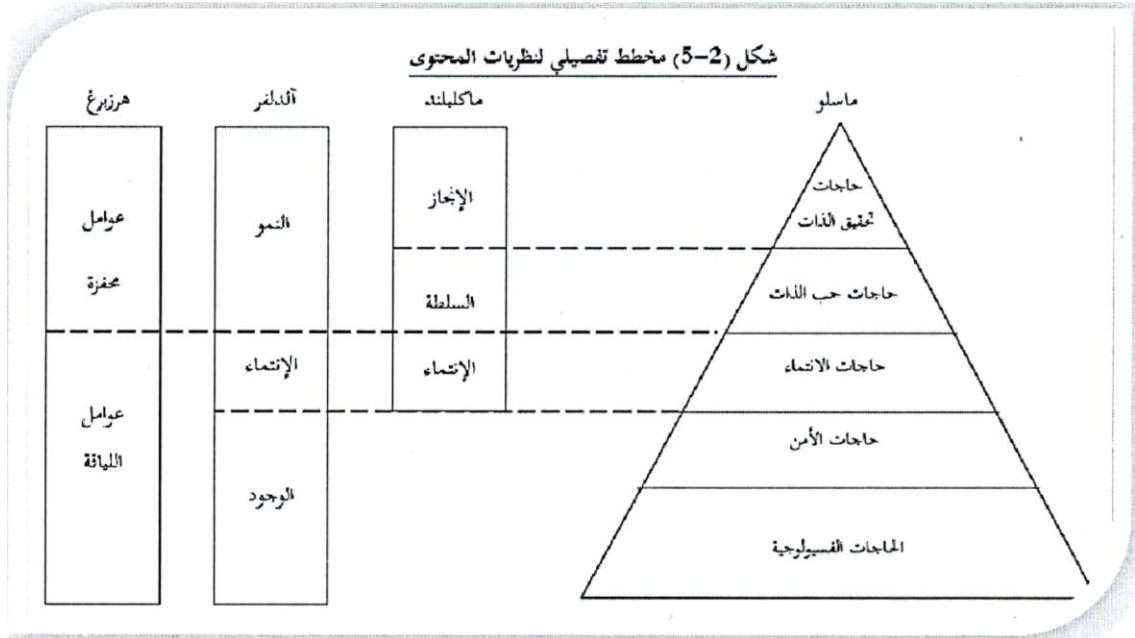 شكل (2-5) مخطط تفصيلي لنظريات المحتوى
ماسلو
ماكليلند
آلدلفر
هرزبرغ
حاجات
تحقيق الذات
حاجات حب الذات
حاجات الانتماء
حاجات الأمن
الحاجات الفسيولوجية
الإنجاز
السلطة
الإنتماء
النمو
الإنتماء
الوجود
عوامل
محفزة
عوامل
اللياقة